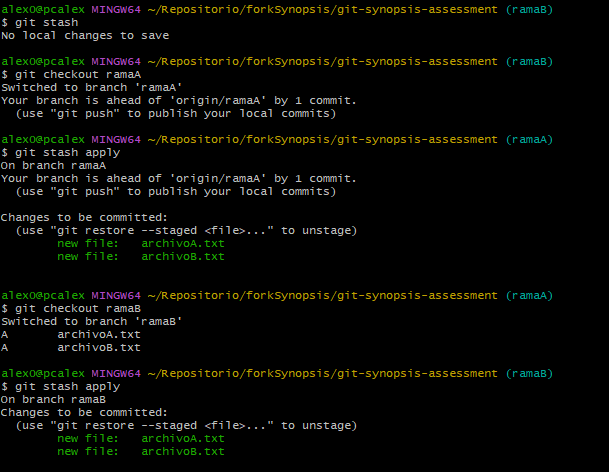 alex0@pcalex MINGW64 ~/Repositorio/forkSynopsis/git-synopsis-assessment (ramaB)
$ git stash
No local changes to save
alex0@pcalex MINGW64 ~/Repositorio/forkSynopsis/git-synopsis-assessment (ramaB)
$ git checkout ramaA
Switched to branch 'ramaA'
Your branch is ahead of 'origin/ramaA' by 1 commit.
  (use "git push" to publish your local commits)
alex0@pcalex MINGW64 ~/Repositorio/forkSynopsis/git-synopsis-assessment (ramaA)
$ git stash apply
On branch ramaA
Your branch is ahead of 'origin/ramaA' by 1 commit.
  (use "git push" to publish your local commits)
Changes to be committed:
  (use "git restore --staged <file>..." to unstage)
        new file:   archivoA.txt
        new file:   archivoB.txt
alex0@pcalex MINGW64 ~/Repositorio/forkSynopsis/git-synopsis-assessment (ramaA)
$ git checkout ramaB
Switched to branch 'ramaB'
A       archivoA.txt
A       archivoB.txt
alex0@pcalex MINGW64 ~/Repositorio/forkSynopsis/git-synopsis-assessment (ramaB)
$ git stash apply
On branch ramaB
Changes to be committed:
  (use "git restore --staged <file>..." to unstage)
        new file:   archivoA.txt
        new file:   archivoB.txt